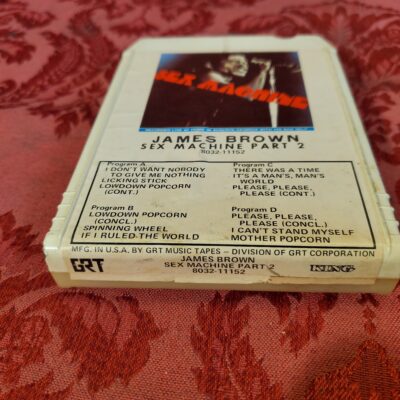 SEX MACHINE
JAMES BROWN
SEX MACHINE PART 2
8032-11152
Program A
I DON'T WANT NOBODY
TO GIVE ME NOTHING
LICKING STICK
LOWDOWN POPCORN
(CONT.)
Program C
THERE WAS A TIME
IT'S A MAN'S, MAN'S
WORLD
PLEASE, PLEASE,
PLEASE (CONT.)
Program B
LOWDOWN POPCORN
(CONCL.)
SPINNING WHEEL
IF I RULED THE WORLD
Program D
PLEASE, PLEASE,
PLEASE (CONCL.)
I CAN'T STAND MYSELF
MOTHER POPCORN
MFG. IN U.S.A. BY GRT MUSIC TAPES – DIVISION OF GRT CORPORATION
GRT
JAMES BROWN
SEX MACHINE PART 2
8032-11152
KING